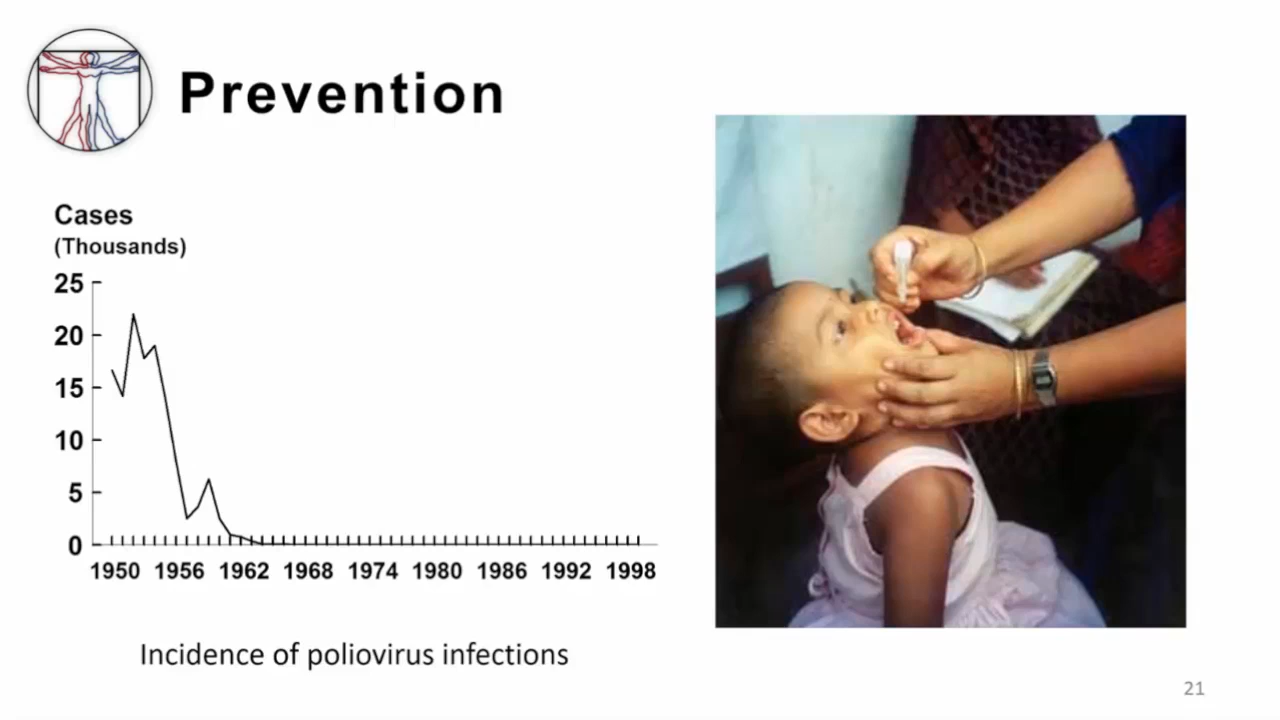 Prevention
Cases
(Thousands)
25
20
15
10
5
0
1950 1956 1962 1968 1974 1980 1986 1992 1998
Incidence of poliovirus infections
21